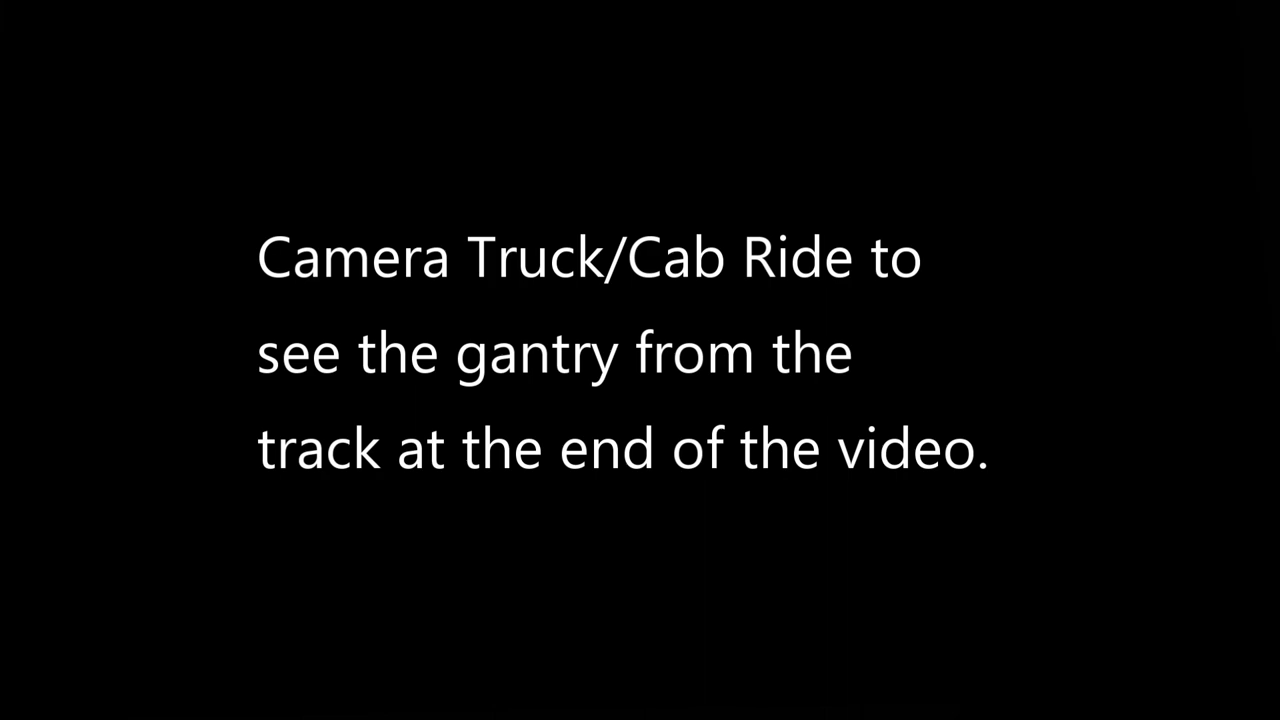 Camera Truck/Cab Ride to
see the gantry from the
track at the end of the video.